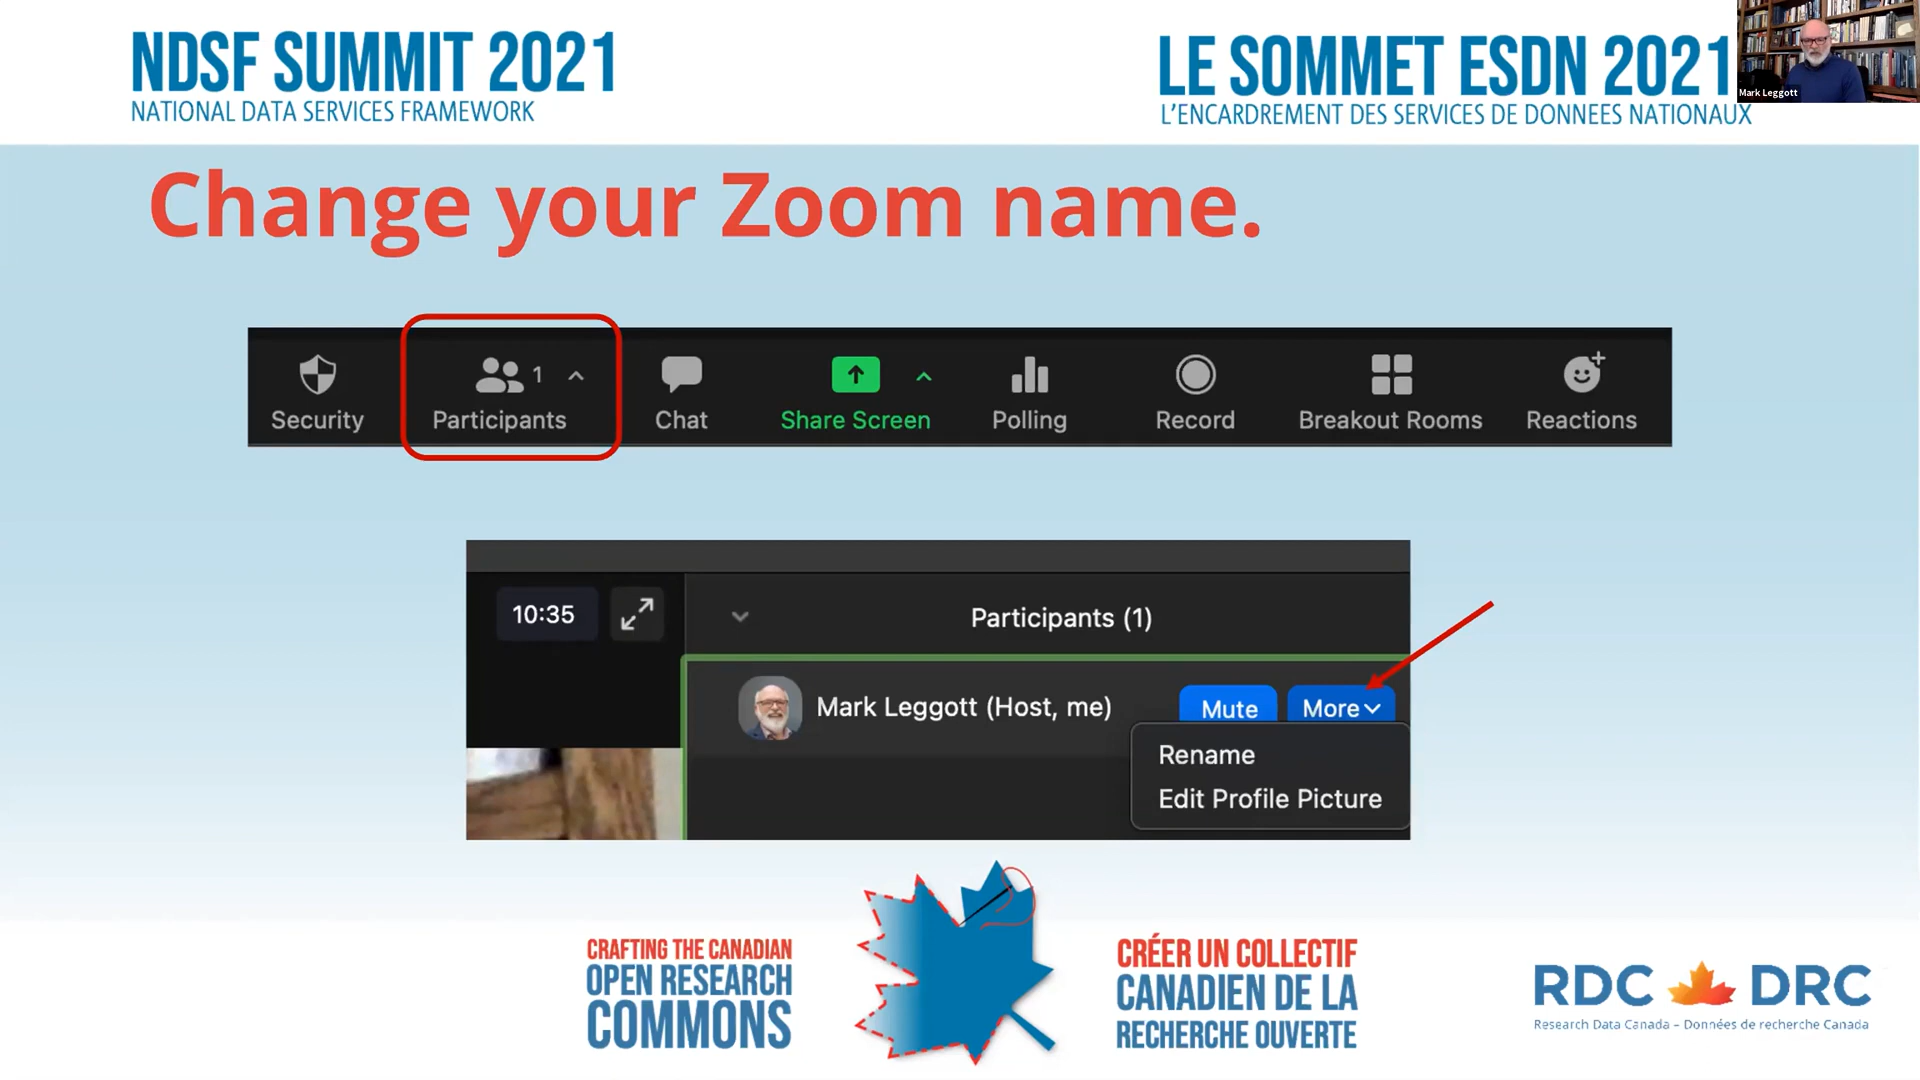 NDSF SUMMIT 2021
NATIONAL DATA SERVICES FRAMEWORK
LE SOMMET ESDN 2021
L'ENCARDREMENT DES SERVICES DE DONNEES NATIONAUX
Mark Leggott
Change your Zoom name.
Security
1
Participants
Chat
Share Screen
Polling
Record
Breakout Rooms
Reactions
10:35
Participants (1)
Mark Leggott (Host, me)
Mute
More
Rename
Edit Profile Picture
CRAFTING THE CANADIAN
OPEN RESEARCH
COMMONS
CRÉER UN COLLECTIF
CANADIEN DE LA
RECHERCHE OUVERTE
RDC DRC
Research Data Canada – Données de recherche Canada